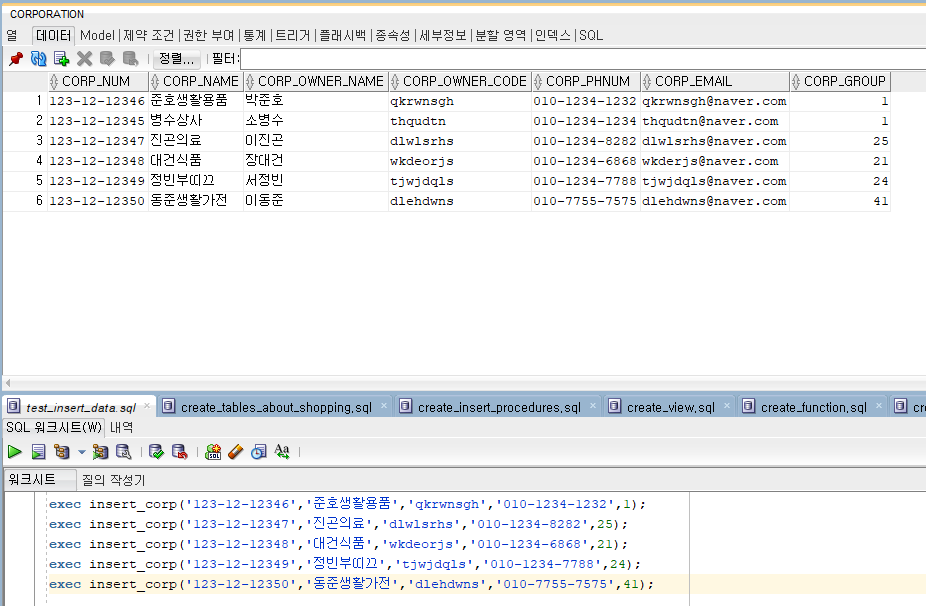 CORPORATION
열 데이터 Model 제약 조건 권한 부여 통계 트리거 플래시백 종속성 세부정보 분할 영역 인덱스 SQL
정렬... 필터:
CORP_NUM CORP_NAME CORP_OWNER_NAME CORP_OWNER_CODE CORP_PHNUM CORP_EMAIL CORP_GROUP
1 123-12-12346 준호생활용품 박준호 qkrwnsgh 010-1234-1232 qkrwnsgh@naver.com 1
2 123-12-12345 병수상사 소병수 thqudtn 010-1234-1234 thqudtn@naver.com 1
3 123-12-12347 진곤의료 이진곤 dlwlsrhs 010-1234-8282 dlwlsrhs@naver.com 25
4 123-12-12348 대건식품 장대건 wkdeorjs 010-1234-6868 wkderjs@naver.com 21
5 123-12-12349 정빈부띠끄 서정빈 tjwjdqls 010-1234-7788 tjwjdqls@naver.com 24
6 123-12-12350 동준생활가전 이동준 dlehdwns 010-7755-7575 dlehdwns@naver.com 41
test_insert_data.sql create_tables_about_shopping.sql create_insert_procedures.sql create_view.sql create_function.sql cr
SQL 워크시트(W) 내역
워크시트 질의 작성기
exec insert_corp('123-12-12346','준호생활용품','qkrwnsgh','010-1234-1232',1);
exec insert_corp('123-12-12347','진곤의료','dlwlsrhs','010-1234-8282',25);
exec insert_corp('123-12-12348','대건식품','wkdeorjs','010-1234-6868',21);
exec insert_corp('123-12-12349','정빈부띠끄','tjwjdqls','010-1234-7788',24);
exec insert_corp('123-12-12350','동준생활가전','dlehdwns','010-7755-7575',41);